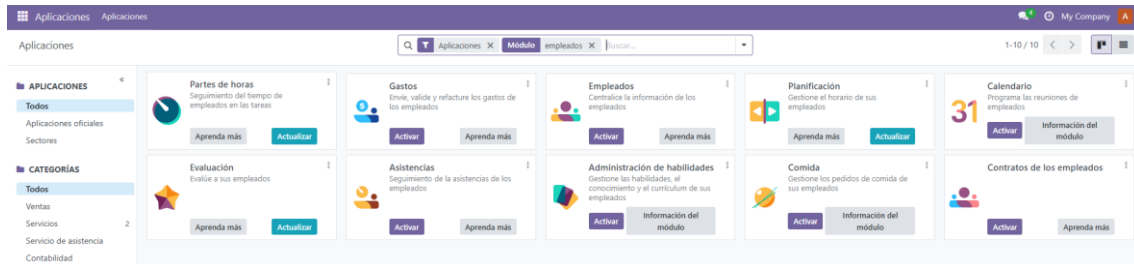 Aplicaciones Aplicaciones
4 My Company A
Aplicaciones
Aplicaciones × Módulo empleados × Buscar...
1-10 / 10
APLICACIONES
Todos
Aplicaciones oficiales
Sectores
CATEGORÍAS
Todos
Ventas
Servicios 2
Servicio de asistencia
Contabilidad
Partes de horas
Seguimiento del tiempo de
empleados en las tareas
Aprenda más Actualizar
Gastos
Envíe, valide y refacture los gastos de
los empleados
Activar Aprenda más
Empleados
Centralice la información de los
empleados
Activar Aprenda más
Planificación
Gestione el horario de sus
empleados
Aprenda más Actualizar
31
Calendario
Programa las reuniones de
empleados
Activar Información del
módulo
Evaluación
Evalúe a sus empleados
Aprenda más Actualizar
Asistencias
Seguimiento de la asistencias de los
empleados
Activar Aprenda más
Administración de habilidades
Gestione las habilidades, el
conocimiento y el currículum de sus
empleados
Activar Información del
módulo
Comida
Gestione los pedidos de comida de
sus empleados
Activar Información del
módulo
Contratos de los empleados
Activar Aprenda más